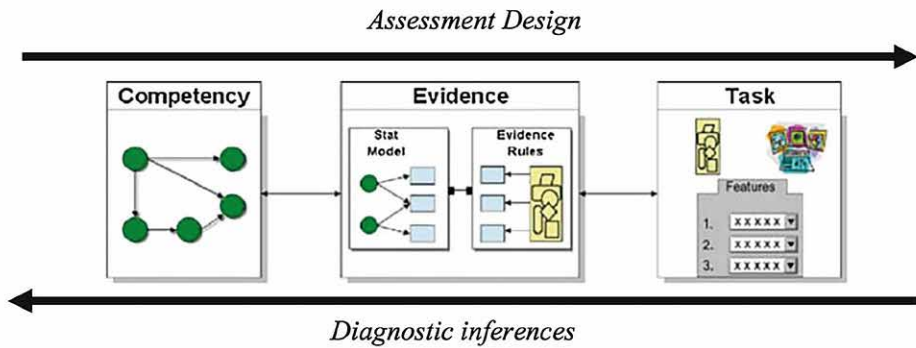 Assessment Design
Competency
Evidence
Stat
Model
Evidence
Rules
Task
Features
1. X X X X X
2. X X X X X
3. X X X X X
Diagnostic inferences